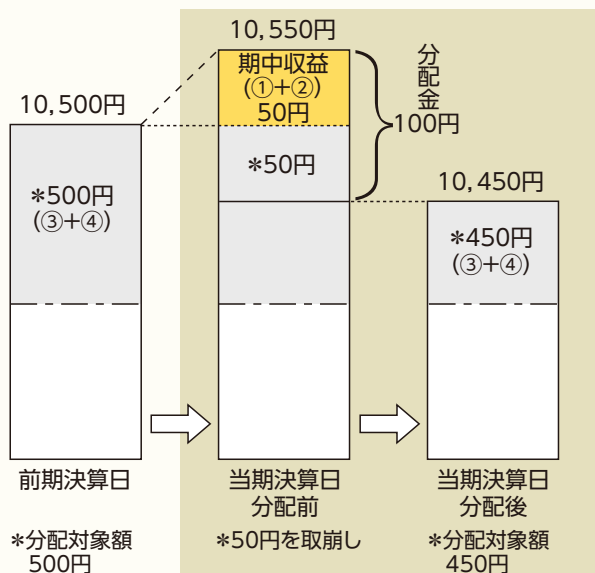 10,500円
＊500円
(③＋④)
前期決算日
＊分配対象額
500円
10,550円
期中収益
(①＋②)
50円
＊50円
分配金
100円
当期決算日
分配前
＊50円を取崩し
10,450円
＊450円
(③＋④)
当期決算日
分配後
＊分配対象額
450円